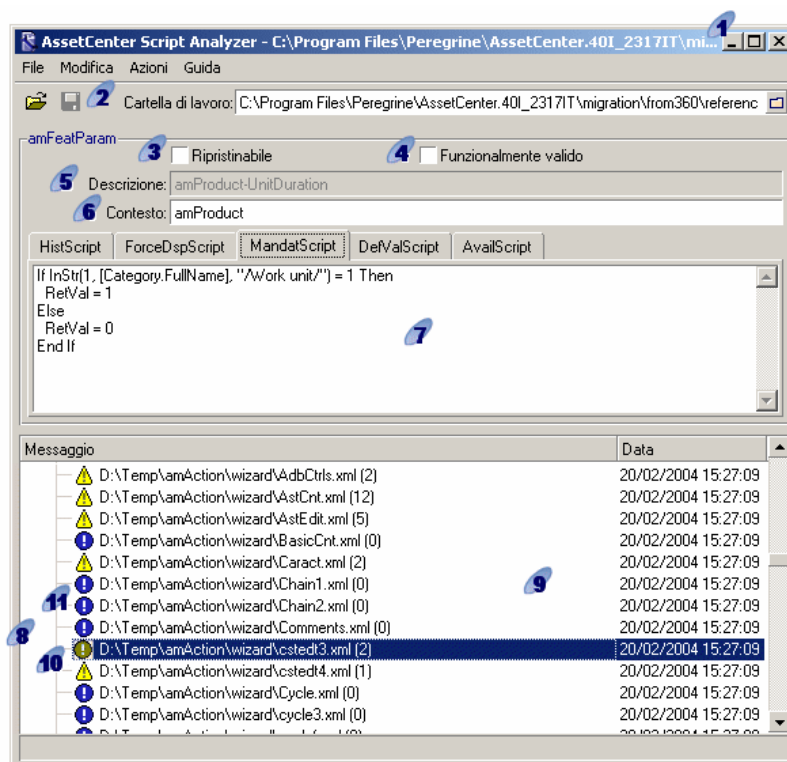 AssetCenter Script Analyzer - C:\Program Files\Peregrine\AssetCenter.40I_2317IT\mi...
1
File Modifica Azioni Guida
2 Cartella di lavoro: C:\Program Files\Peregrine\AssetCenter.40I_2317IT\migration\from360\referenc
amFeatParam
3 Ripristinabile 4 Funzionalmente valido
5 Descrizione: amProduct-UnitDuration
6 Contesto: amProduct
HistScript ForceDspScript MandatScript DefValScript AvailScript
If InStr(1, [Category.FullName], "/Work unit/") = 1 Then
RetVal = 1
Else
RetVal = 0
End If
7
Messaggio Data
D:\Temp\amAction\wizard\AdbCtrls.xml (2) 20/02/2004 15:27:09
D:\Temp\amAction\wizard\AstCnt.xml (12) 20/02/2004 15:27:09
D:\Temp\amAction\wizard\AstEdit.xml (5) 20/02/2004 15:27:09
D:\Temp\amAction\wizard\BasicCnt.xml (0) 20/02/2004 15:27:09
D:\Temp\amAction\wizard\Caract.xml (2) 20/02/2004 15:27:09
D:\Temp\amAction\wizard\Chain1.xml (0) 9 20/02/2004 15:27:09
11 D:\Temp\amAction\wizard\Chain2.xml (0) 20/02/2004 15:27:09
8 D:\Temp\amAction\wizard\Comments.xml (0) 20/02/2004 15:27:09
10 D:\Temp\amAction\wizard\cstedt3.xml (2) 20/02/2004 15:27:09
D:\Temp\amAction\wizard\cstedt4.xml (1) 20/02/2004 15:27:09
D:\Temp\amAction\wizard\Cycle.xml (0) 20/02/2004 15:27:09
D:\Temp\amAction\wizard\cycle3.xml (0) 20/02/2004 15:27:09